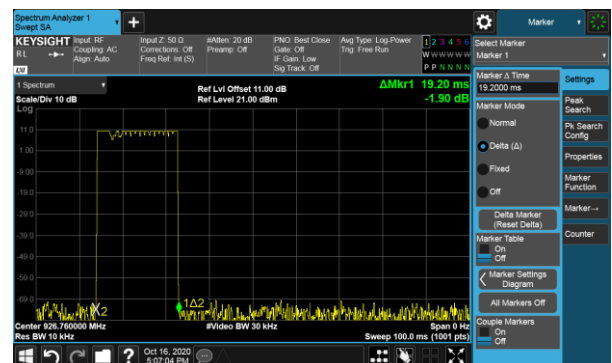 Spectrum Analyzer 1
Swept SA
Marker
KEYSIGHT
RL
LXI
Input: RF
Coupling: AC
Align: Auto
Input Z: 50 Ω
Corrections: Off
Freq Ref: Int (S)
#Atten: 20 dB
Preamp: Off
PNO: Best Close
Gate: Off
IF Gain: Low
Sig Track: Off
Avg Type: Log-Power
Trig: Free Run
1 2 3 4 5 6
W W W W W W
P P N N N N
Select Marker
Marker 1
1 Spectrum
Scale/Div 10 dB
Log
Ref Lvl Offset 11.00 dB
Ref Level 21.00 dBm
ΔMkr1 19.20 ms
-1.90 dB
11.0
1.00
-9.00
-19.0
-29.0
-39.0
-49.0
-59.0
-69.0
X2
1Δ2
Center 926.760000 MHz
Res BW 10 kHz
#Video BW 30 kHz
Span 0 Hz
Sweep 100.0 ms (1001 pts)
Marker Δ Time
19.2000 ms
Marker Mode
Normal
Delta (Δ)
Fixed
Off
Delta Marker
(Reset Delta)
Marker Table
On
Off
Marker Settings
Diagram
All Markers Off
Couple Markers
On
Off
Settings
Peak
Search
Pk Search
Config
Properties
Marker
Function
Marker→
Counter
?
Oct 16, 2020
5:07:04 PM